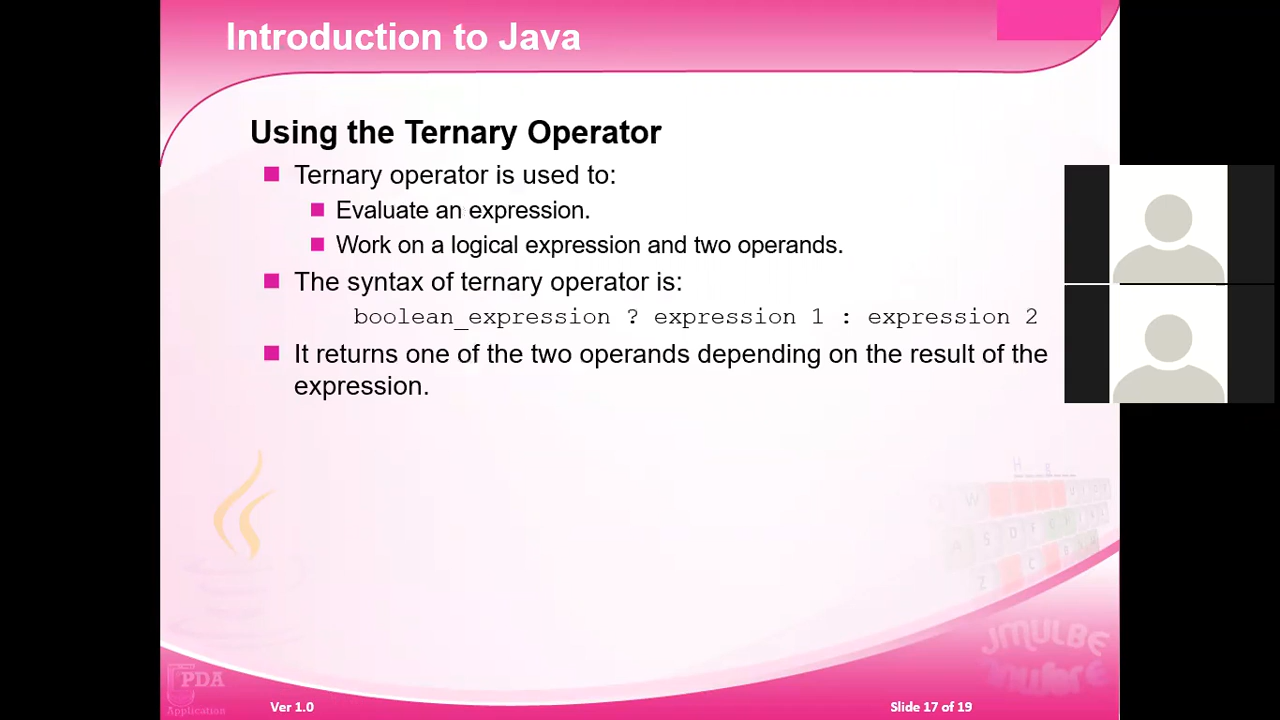 Introduction to Java
Using the Ternary Operator
Ternary operator is used to:
Evaluate an expression.
Work on a logical expression and two operands.
The syntax of ternary operator is:
boolean_expression ? expression 1 : expression 2
It returns one of the two operands depending on the result of the
expression.
JMULBE
PDA
Application
Ver 1.0
Slide 17 of 19